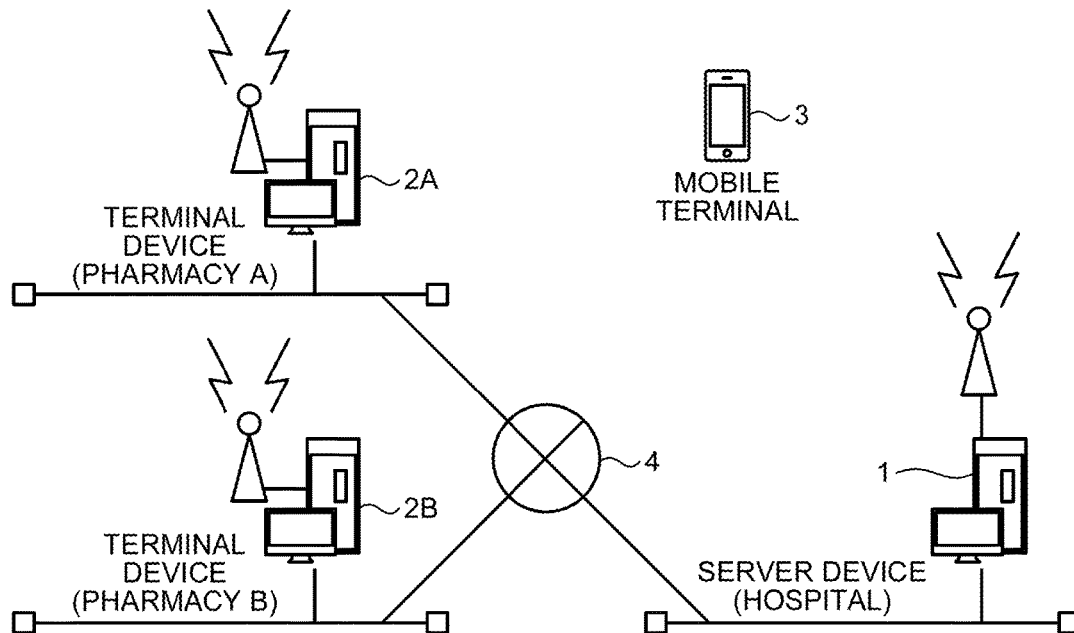 2A
TERMINAL
DEVICE
(PHARMACY A)
3
MOBILE
TERMINAL
2B
TERMINAL
DEVICE
(PHARMACY B)
4
1
SERVER DEVICE
(HOSPITAL)